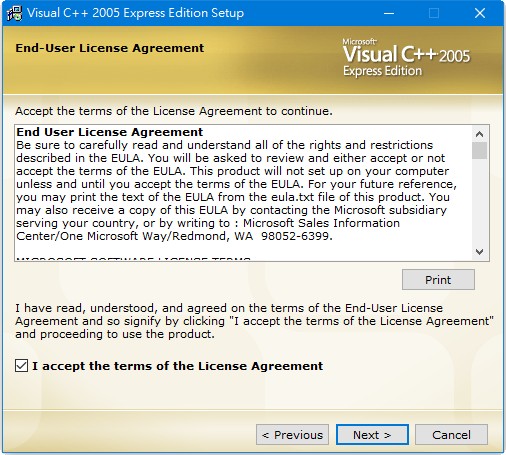 Visual C++ 2005 Express Edition Setup
End-User License Agreement
Microsoft®
Visual C++ 2005
Express Edition
Accept the terms of the License Agreement to continue.
End User License Agreement
Be sure to carefully read and understand all of the rights and restrictions
described in the EULA. You will be asked to review and either accept or not
accept the terms of the EULA. This product will not set up on your computer
unless and until you accept the terms of the EULA. For your future reference,
you may print the text of the EULA from the eula.txt file of this product. You
may also receive a copy of this EULA by contacting the Microsoft subsidiary
serving your country, or by writing to : Microsoft Sales Information
Center/One Microsoft Way/Redmond, WA  98052-6399.
MICROSOFT SOFTWARE LICENSE TERMS
Print
I have read, understood, and agreed on the terms of the End-User License
Agreement and so signify by clicking "I accept the terms of the License Agreement"
and proceeding to use the product.
I accept the terms of the License Agreement
< Previous
Next >
Cancel